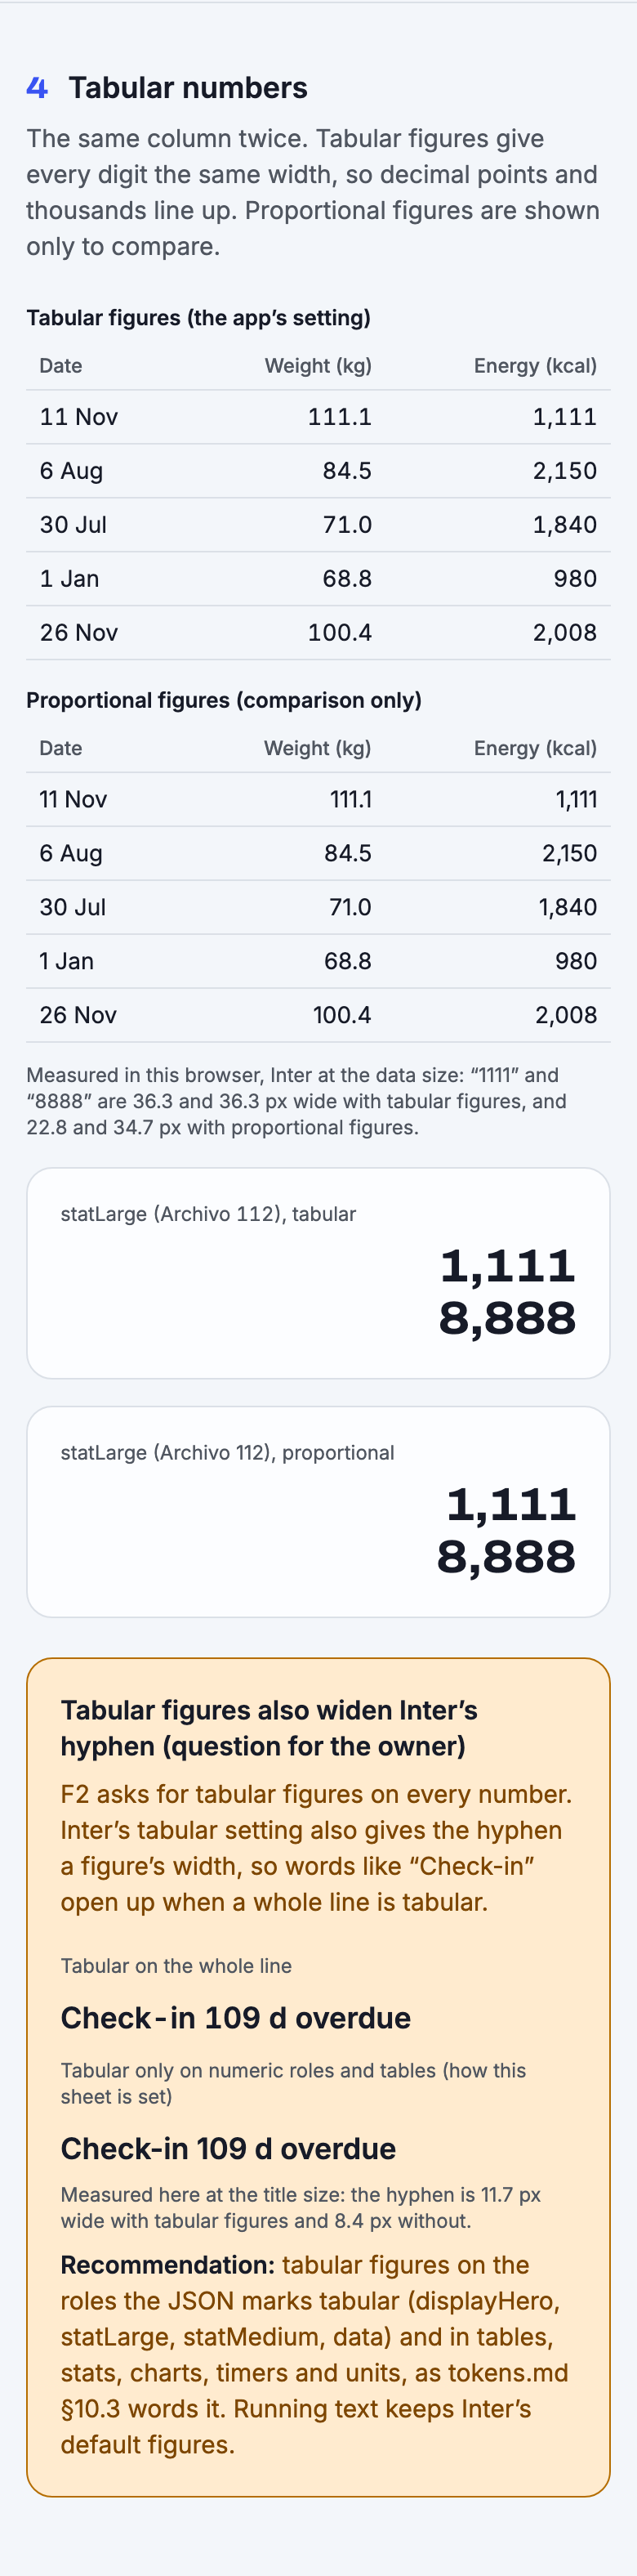 4 Tabular numbers
The same column twice. Tabular figures give
every digit the same width, so decimal points and
thousands line up. Proportional figures are shown
only to compare.
Tabular figures (the app’s setting)
Date Weight (kg) Energy (kcal)
11 Nov 111.1 1,111
6 Aug 84.5 2,150
30 Jul 71.0 1,840
1 Jan 68.8 980
26 Nov 100.4 2,008
Proportional figures (comparison only)
Date Weight (kg) Energy (kcal)
11 Nov 111.1 1,111
6 Aug 84.5 2,150
30 Jul 71.0 1,840
1 Jan 68.8 980
26 Nov 100.4 2,008
Measured in this browser, Inter at the data size: “1111” and
“8888” are 36.3 and 36.3 px wide with tabular figures, and
22.8 and 34.7 px with proportional figures.
statLarge (Archivo 112), tabular
1,111
8,888
statLarge (Archivo 112), proportional
1,111
8,888
Tabular figures also widen Inter’s
hyphen (question for the owner)
F2 asks for tabular figures on every number.
Inter’s tabular setting also gives the hyphen
a figure’s width, so words like “Check-in”
open up when a whole line is tabular.
Tabular on the whole line
Check-in 109 d overdue
Tabular only on numeric roles and tables (how this
sheet is set)
Check-in 109 d overdue
Measured here at the title size: the hyphen is 11.7 px
wide with tabular figures and 8.4 px without.
Recommendation: tabular figures on the
roles the JSON marks tabular (displayHero,
statLarge, statMedium, data) and in tables,
stats, charts, timers and units, as tokens.md
§10.3 words it. Running text keeps Inter’s
default figures.